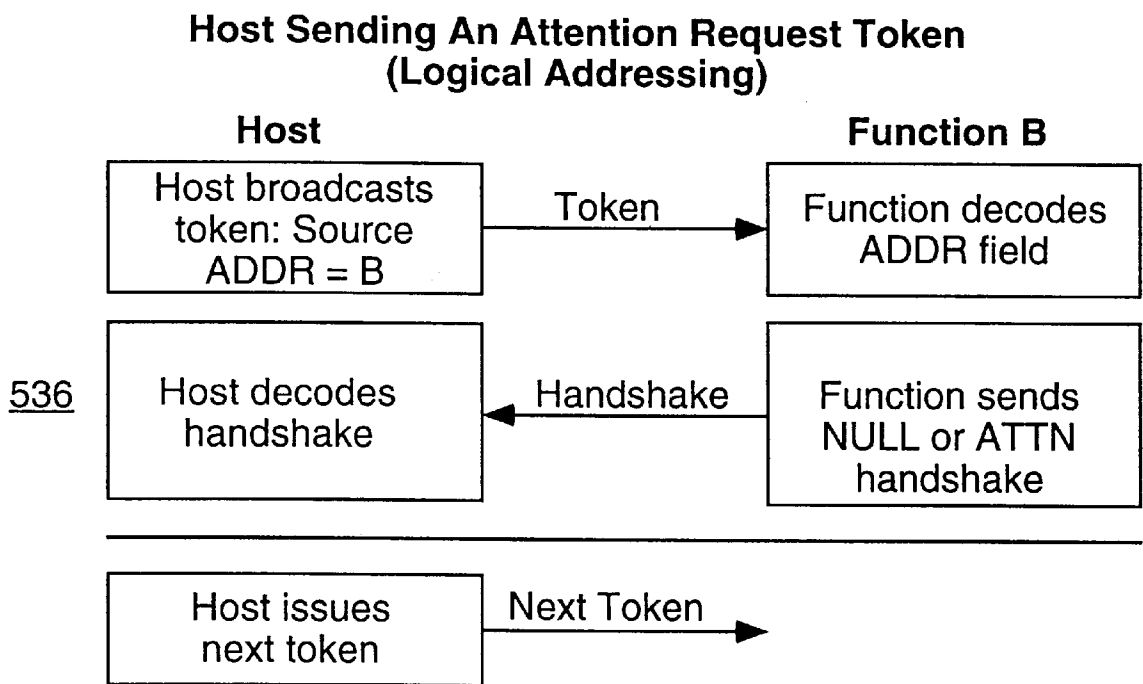 Host Sending An Attention Request Token
(Logical Addressing)
Host
Function B
Host broadcasts
token: Source
ADDR = B
Token
Function decodes
ADDR field
536
Host decodes
handshake
Handshake
Function sends
NULL or ATTN
handshake
Host issues
next token
Next Token